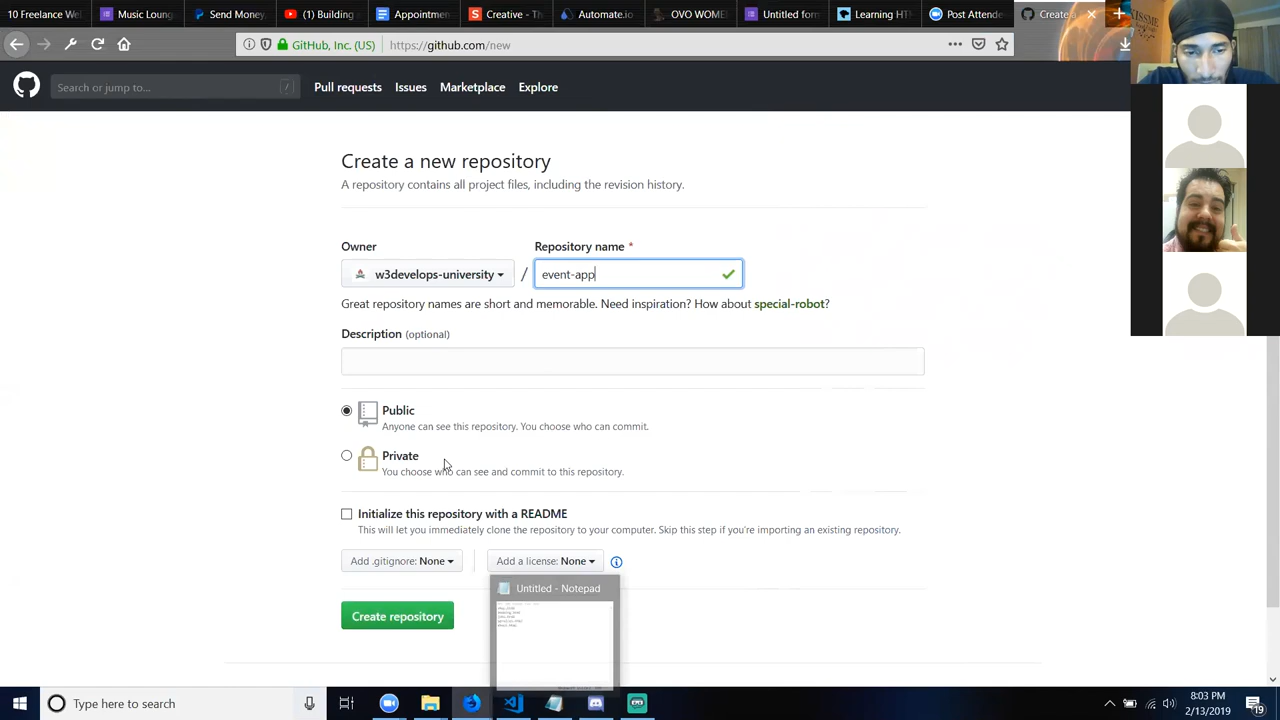 10 Freelance Wel
Music Loung
Send Money,
(1) Building
Appointmen
Creative - The
Automate.io
OVO WOME
Untitled form
Learning HTM
Post Attende
Create a
GitHub, Inc. (US)
https://github.com/new
Search or jump to...
/
Pull requests
Issues
Marketplace
Explore
Create a new repository
A repository contains all project files, including the revision history.
Owner
Repository name *
w3develops-university
/
event-app
Great repository names are short and memorable. Need inspiration? How about special-robot?
Description (optional)
Public
Anyone can see this repository. You choose who can commit.
Private
You choose who can see and commit to this repository.
Initialize this repository with a README
This will let you immediately clone the repository to your computer. Skip this step if you're importing an existing repository.
Add .gitignore: None
Add a license: None
Untitled - Notepad
Create repository
Type here to search
8:03 PM
2/13/2019
19